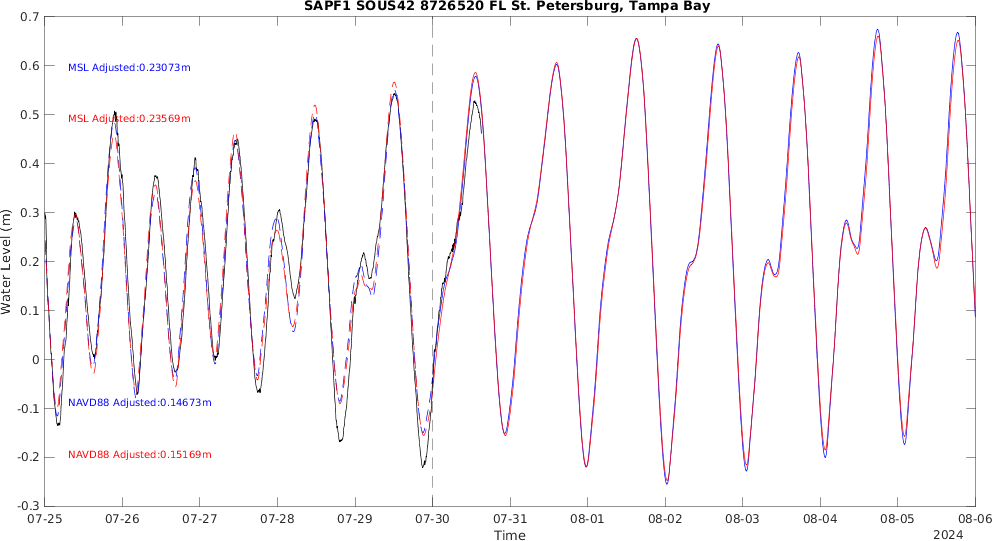 SAPF1 SOUS42 8726520 FL St. Petersburg, Tampa Bay
0.7
0.6
0.5
0.4
0.3
0.2
0.1
0
-0.1
-0.2
-0.3
Water Level (m)
MSL Adjusted:0.23073m
MSL Adjusted:0.23569m
NAVD88 Adjusted:0.14673m
NAVD88 Adjusted:0.15169m
07-25 07-26 07-27 07-28 07-29 07-30 07-31 08-01 08-02 08-03 08-04 08-05 08-06
Time
2024